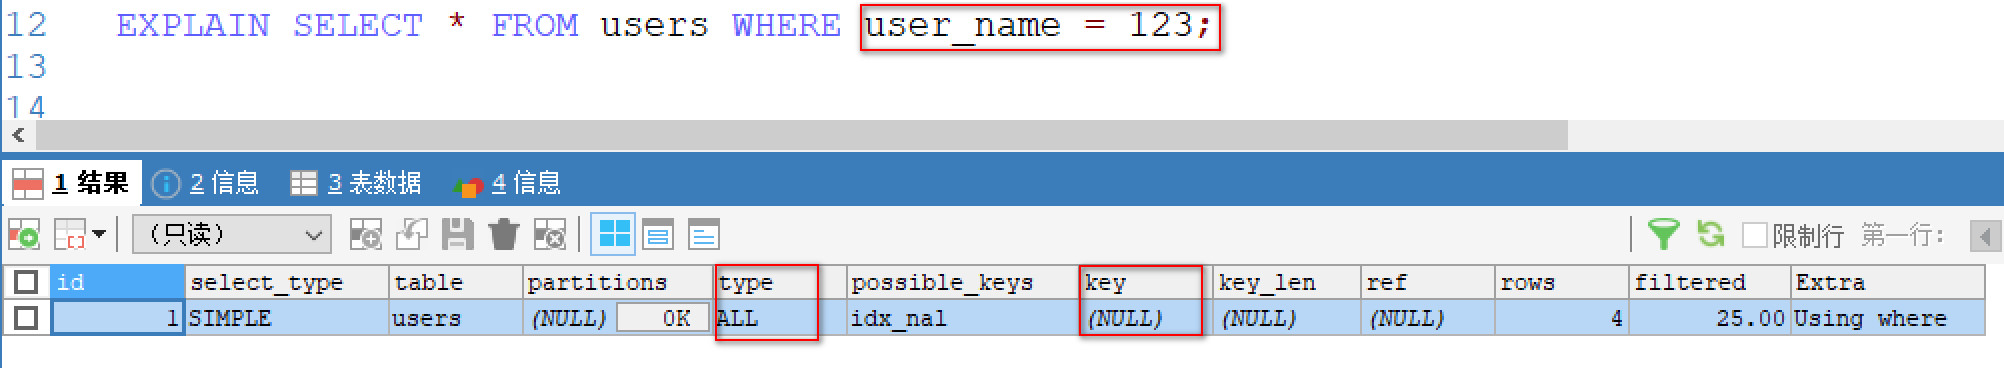 12 EXPLAIN SELECT * FROM users WHERE user_name = 123;
13
14
1 结果 2 信息 3 表数据 4 信息
（只读） 限制行 第一行:
id select_type table partitions type possible_keys key key_len ref rows filtered Extra
1 SIMPLE users (NULL) 0K ALL idx_nal (NULL) (NULL) (NULL) 4 25.00 Using where